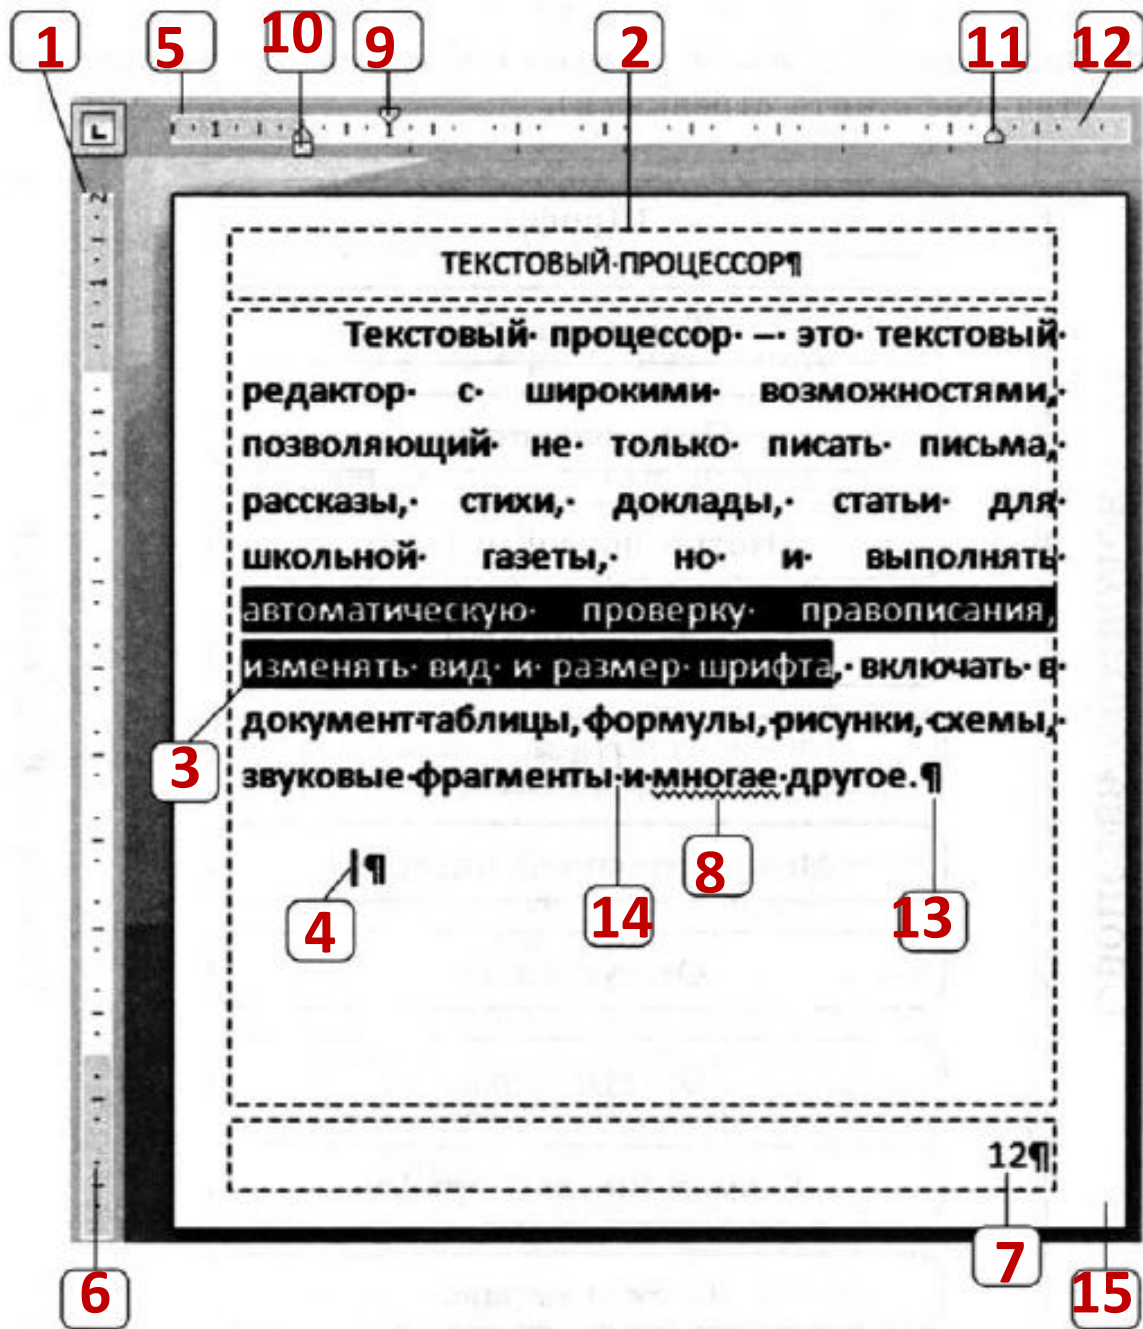 1 5 10 9 2 11 12
ТЕКСТОВЫЙ·ПРОЦЕССОР¶
Текстовый· процессор· –· это· текстовый·
редактор· с· широкими· возможностями,·
позволяющий· не· только· писать· письма,·
рассказы,· стихи,· доклады,· статьи· для·
школьной· газеты,· но· и· выполнять·
автоматическую· проверку· правописания,
изменять· вид· и· размер· шрифта,· включать· в·
документ·таблицы,·формулы,·рисунки,·схемы,·
звуковые·фрагменты·и·многае·другое.¶
3
¶
4 14 8 13
12¶
6 7 15